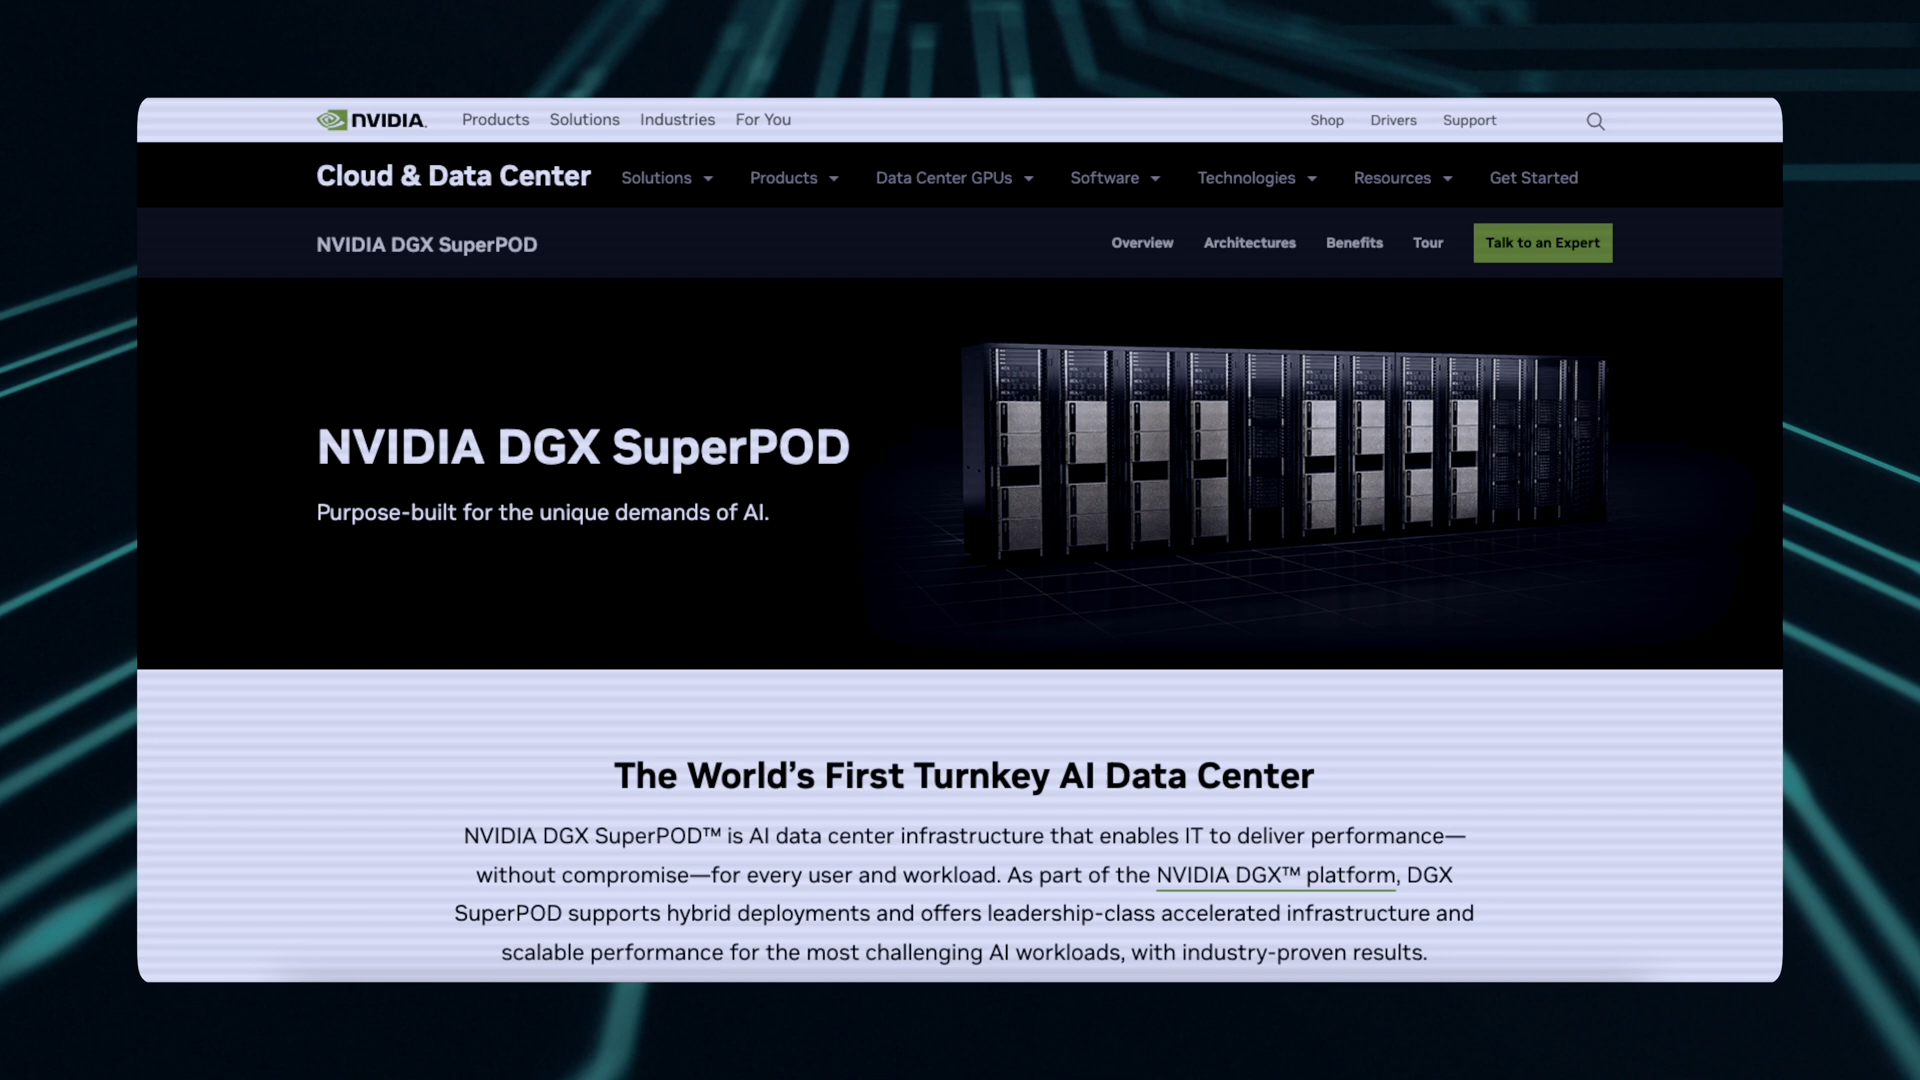 NVIDIA. Products Solutions Industries For You Shop Drivers Support
Cloud & Data Center Solutions Products Data Center GPUs Software Technologies Resources Get Started
NVIDIA DGX SuperPOD Overview Architectures Benefits Tour Talk to an Expert
NVIDIA DGX SuperPOD
Purpose-built for the unique demands of AI.
The World’s First Turnkey AI Data Center
NVIDIA DGX SuperPOD™ is AI data center infrastructure that enables IT to deliver performance—
without compromise—for every user and workload. As part of the NVIDIA DGX™ platform, DGX
SuperPOD supports hybrid deployments and offers leadership-class accelerated infrastructure and
scalable performance for the most challenging AI workloads, with industry-proven results.